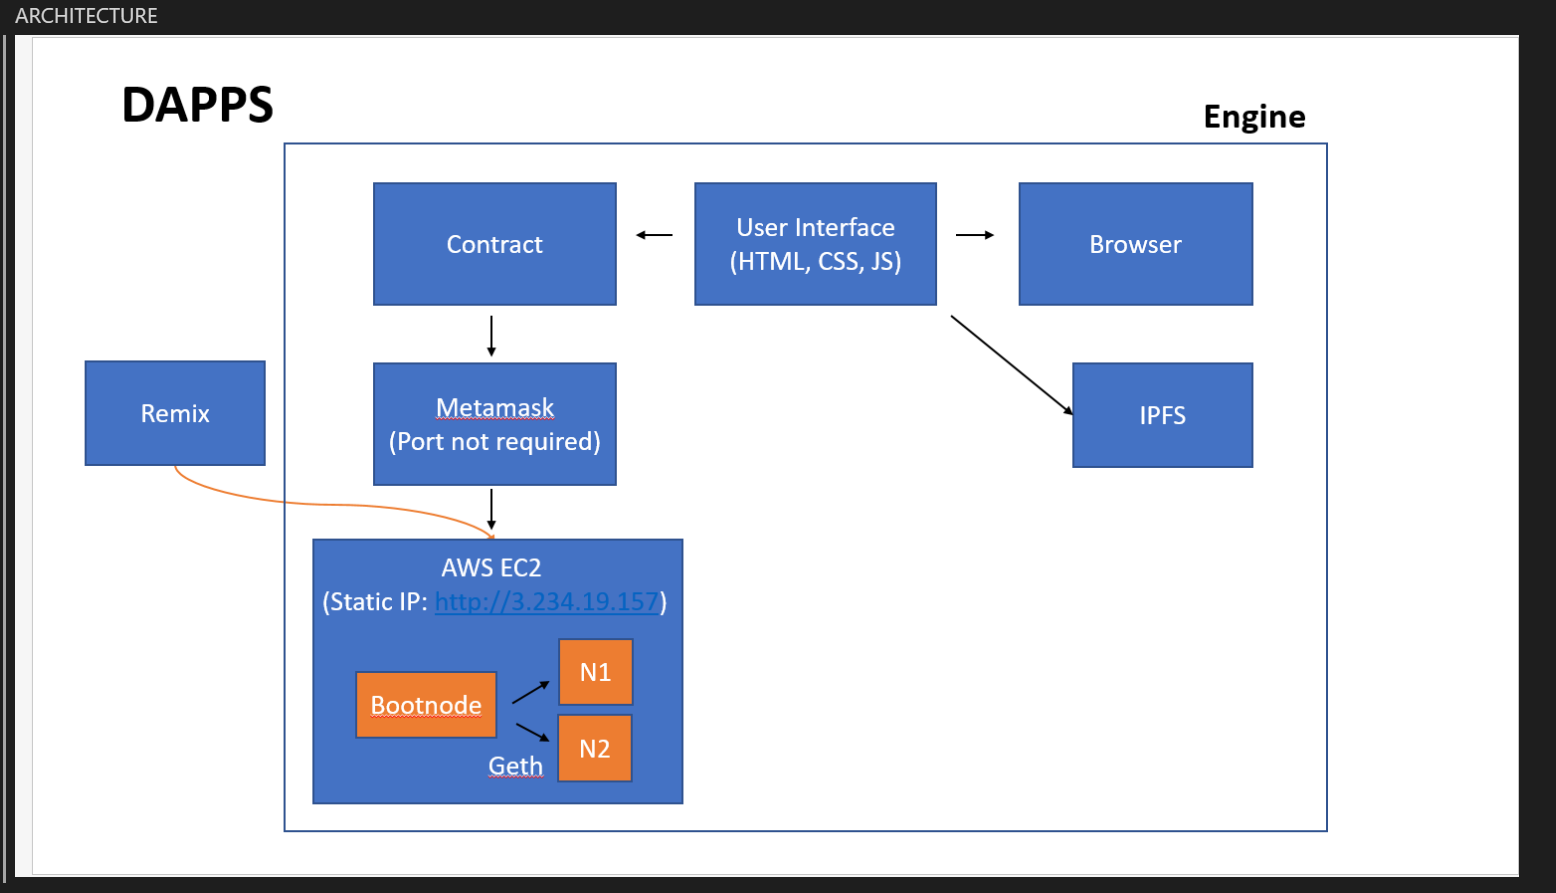 ARCHITECTURE
DAPPS
Engine
Contract
User Interface
(HTML, CSS, JS)
Browser
Remix
Metamask
(Port not required)
IPFS
AWS EC2
(Static IP: http://3.234.19.157)
Bootnode
N1
N2
Geth